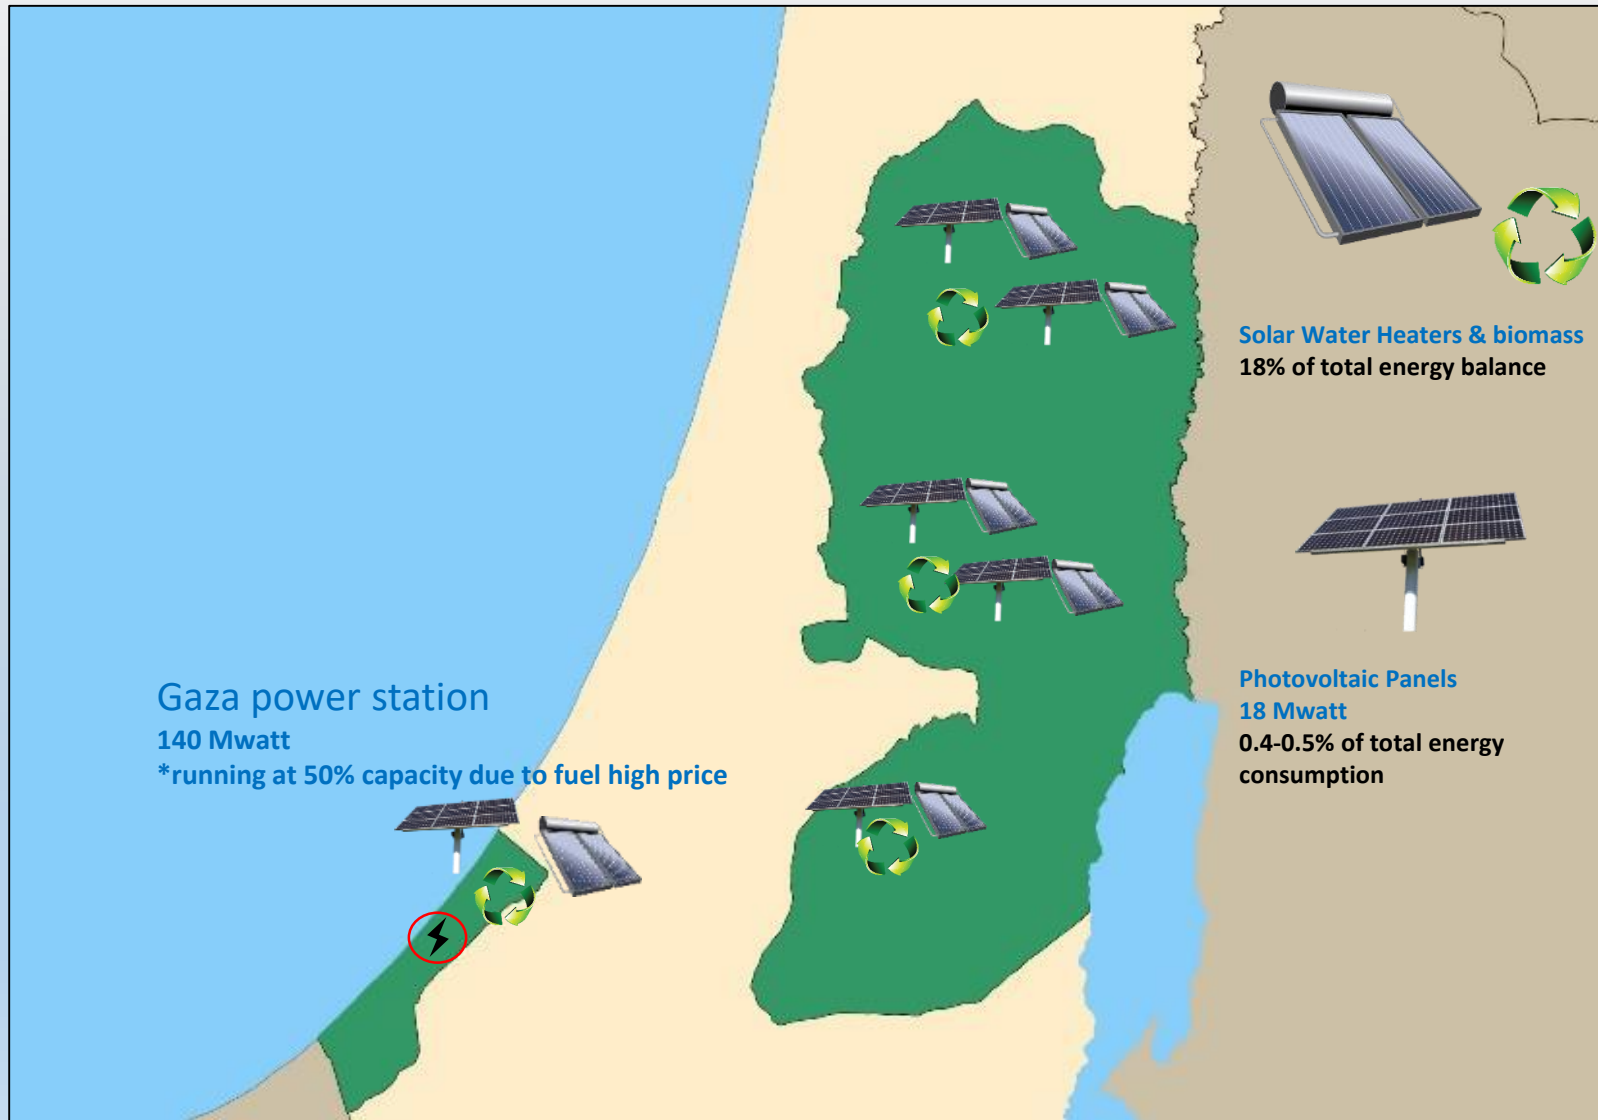 Solar Water Heaters & biomass
18% of total energy balance
Gaza power station
140 Mwatt
*running at 50% capacity due to fuel high price
Photovoltaic Panels
18 Mwatt
0.4-0.5% of total energy
consumption